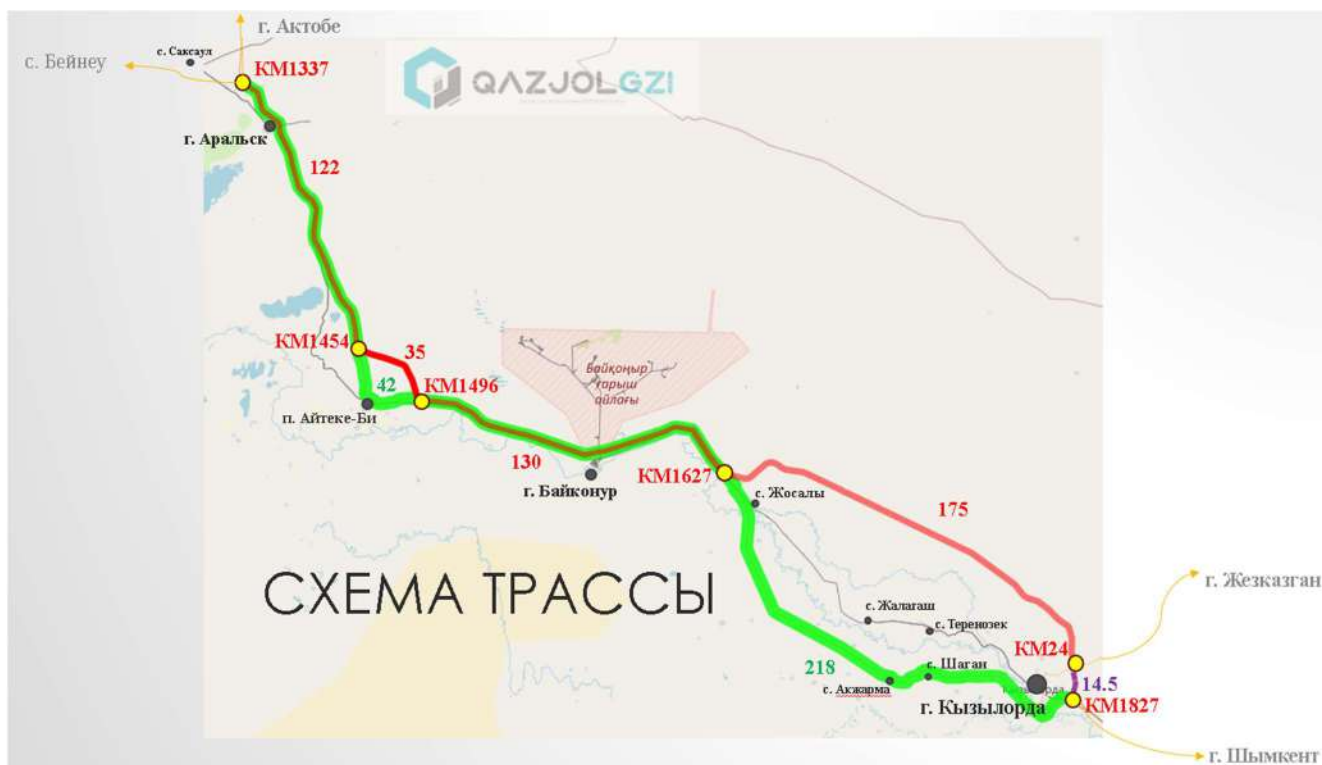 г. Актобе
с. Саксаул
с. Бейнеу
КМ1337
QAZJOLGZI
г. Аральск
122
КМ1454
35
42
КМ1496
п. Айтеке-Би
Байқоңыр
ғарыш
айлағы
130
г. Байконур
КМ1627
с. Жосалы
175
г. Жезказган
СХЕМА ТРАССЫ
с. Жалагаш
с. Теренозек
КМ24
218
с. Шаган
с. Акжарма
14.5
г. Кызылорда
КМ1827
г. Шымкент